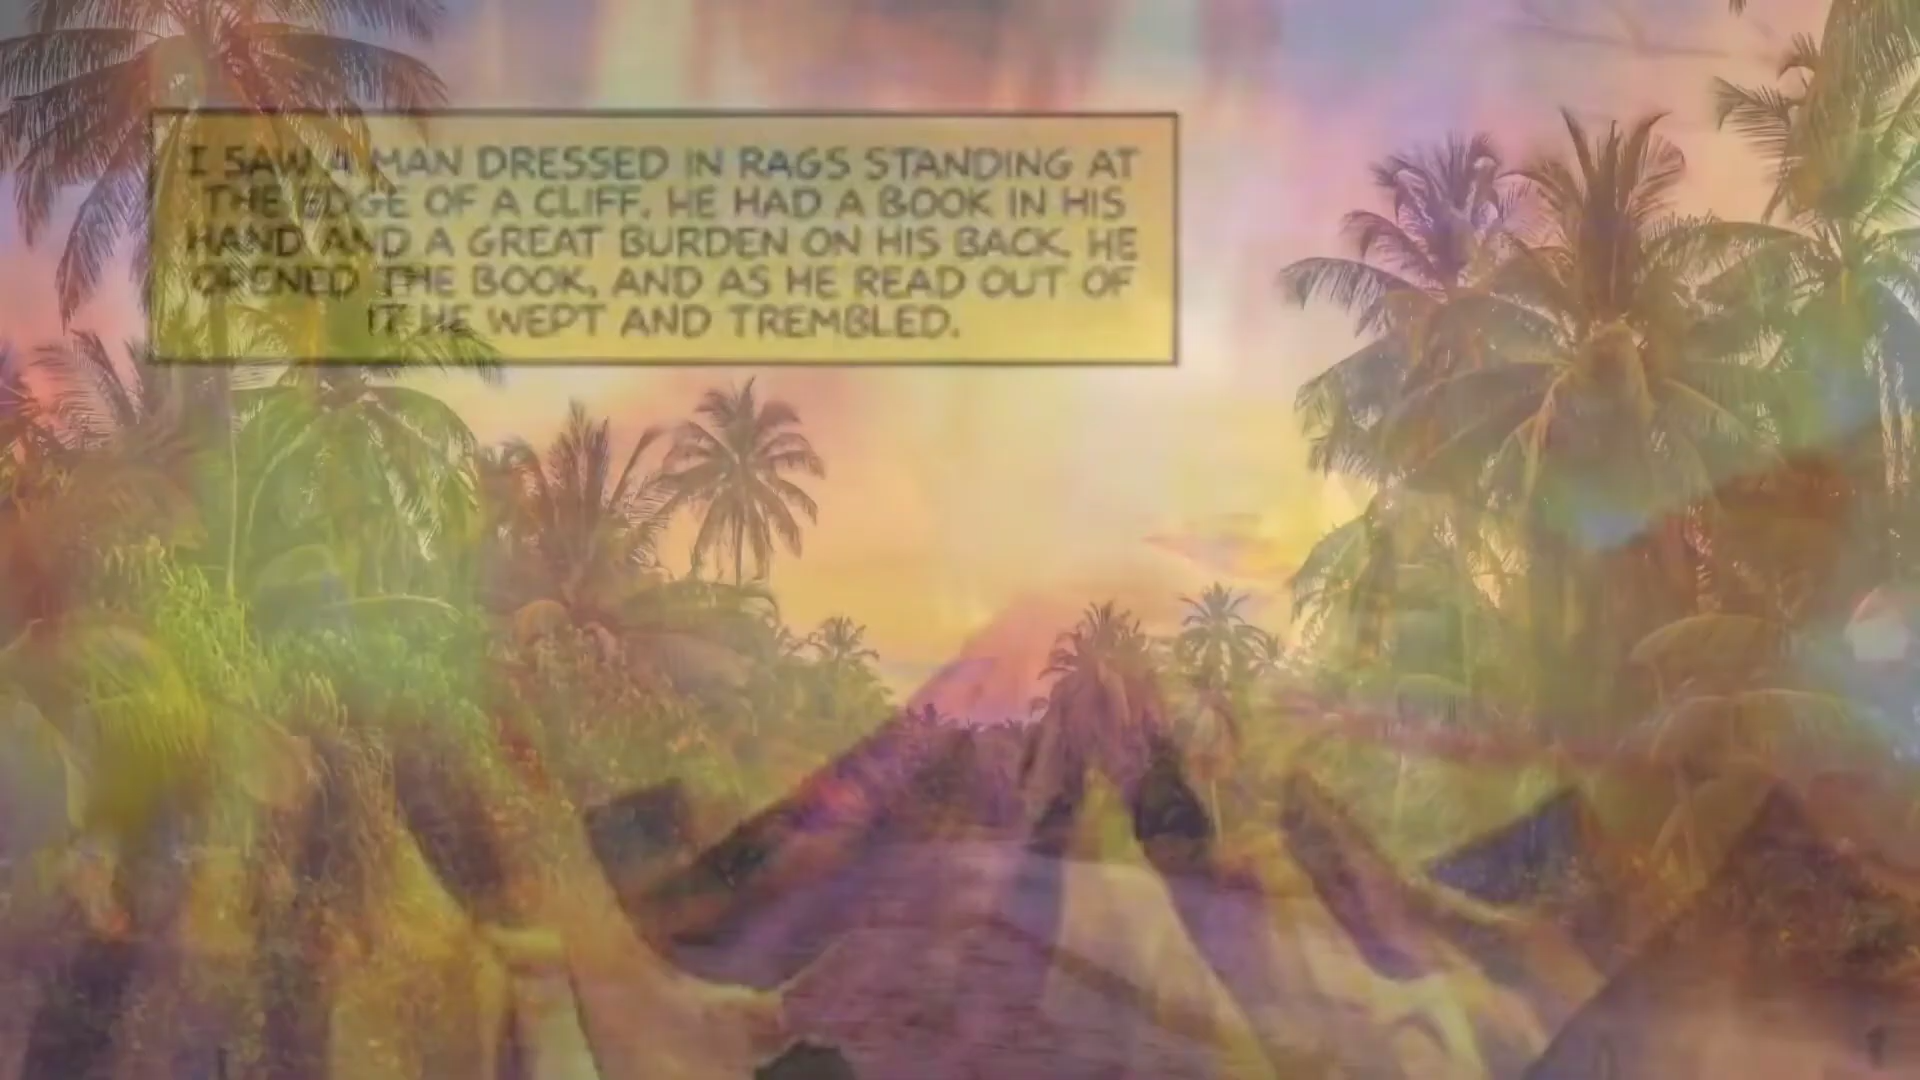 I SAW A MAN DRESSED IN RAGS STANDING AT
THE EDGE OF A CLIFF. HE HAD A BOOK IN HIS
HAND AND A GREAT BURDEN ON HIS BACK. HE
OPENED THE BOOK, AND AS HE READ OUT OF
IT HE WEPT AND TREMBLED.